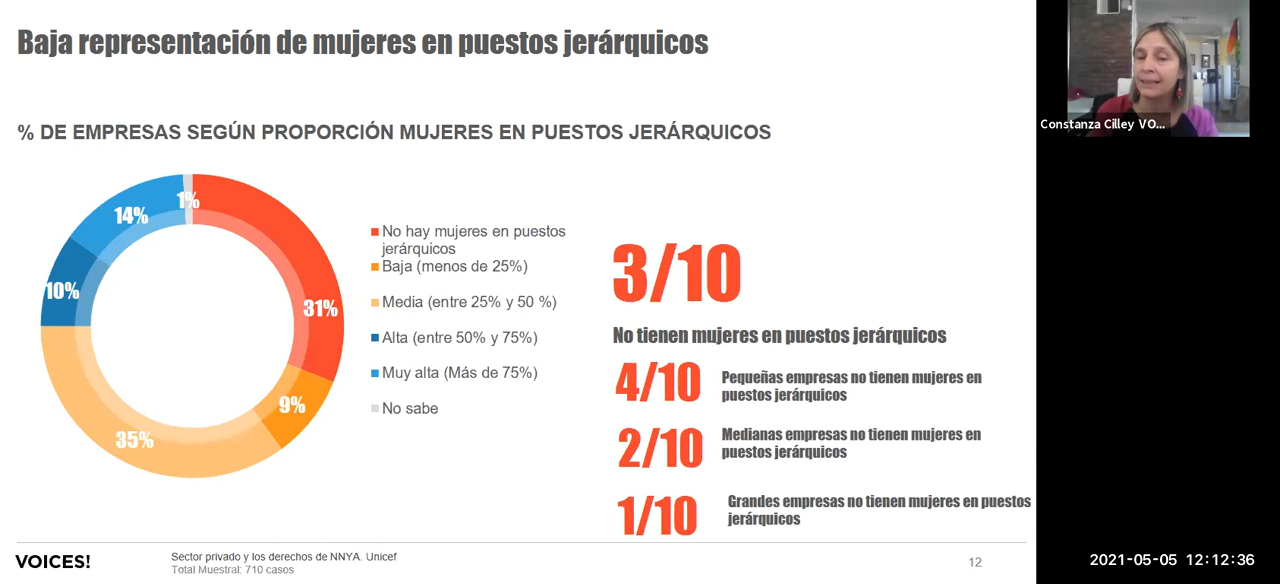 Baja representación de mujeres en puestos jerárquicos
% DE EMPRESAS SEGÚN PROPORCIÓN MUJERES EN PUESTOS JERÁRQUICOS
1%
14%
10%
31%
9%
35%
No hay mujeres en puestos
jerárquicos
Baja (menos de 25%)
Media (entre 25% y 50 %)
Alta (entre 50% y 75%)
Muy alta (Más de 75%)
No sabe
3/10
No tienen mujeres en puestos jerárquicos
4/10
Pequeñas empresas no tienen mujeres en
puestos jerárquicos
2/10
Medianas empresas no tienen mujeres en
puestos jerárquicos
1/10
Grandes empresas no tienen mujeres en puestos
jerárquicos
VOICES!
Sector privado y los derechos de NNYA. Unicef
Total Muestral: 710 casos
12
Constanza Cilley VO...
2021-05-05 12:12:36